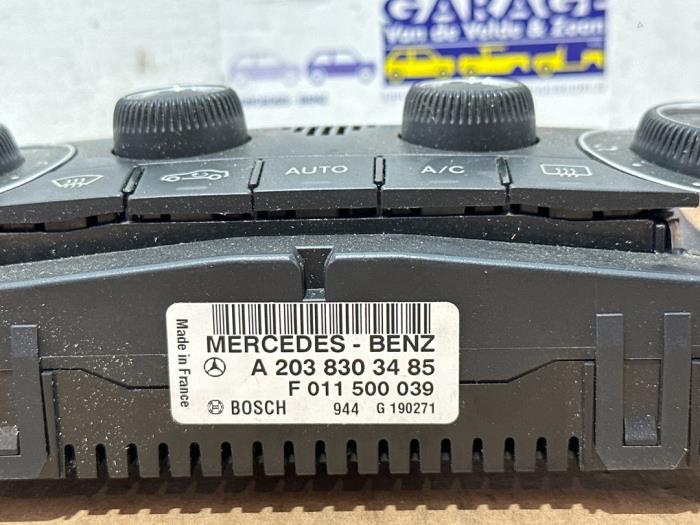 GARAGE
Van de Velde & Zoon
AUTO
A/C
Made in France
MERCEDES - BENZ
A 203 830 34 85
F 011 500 039
BOSCH 944 G 190271